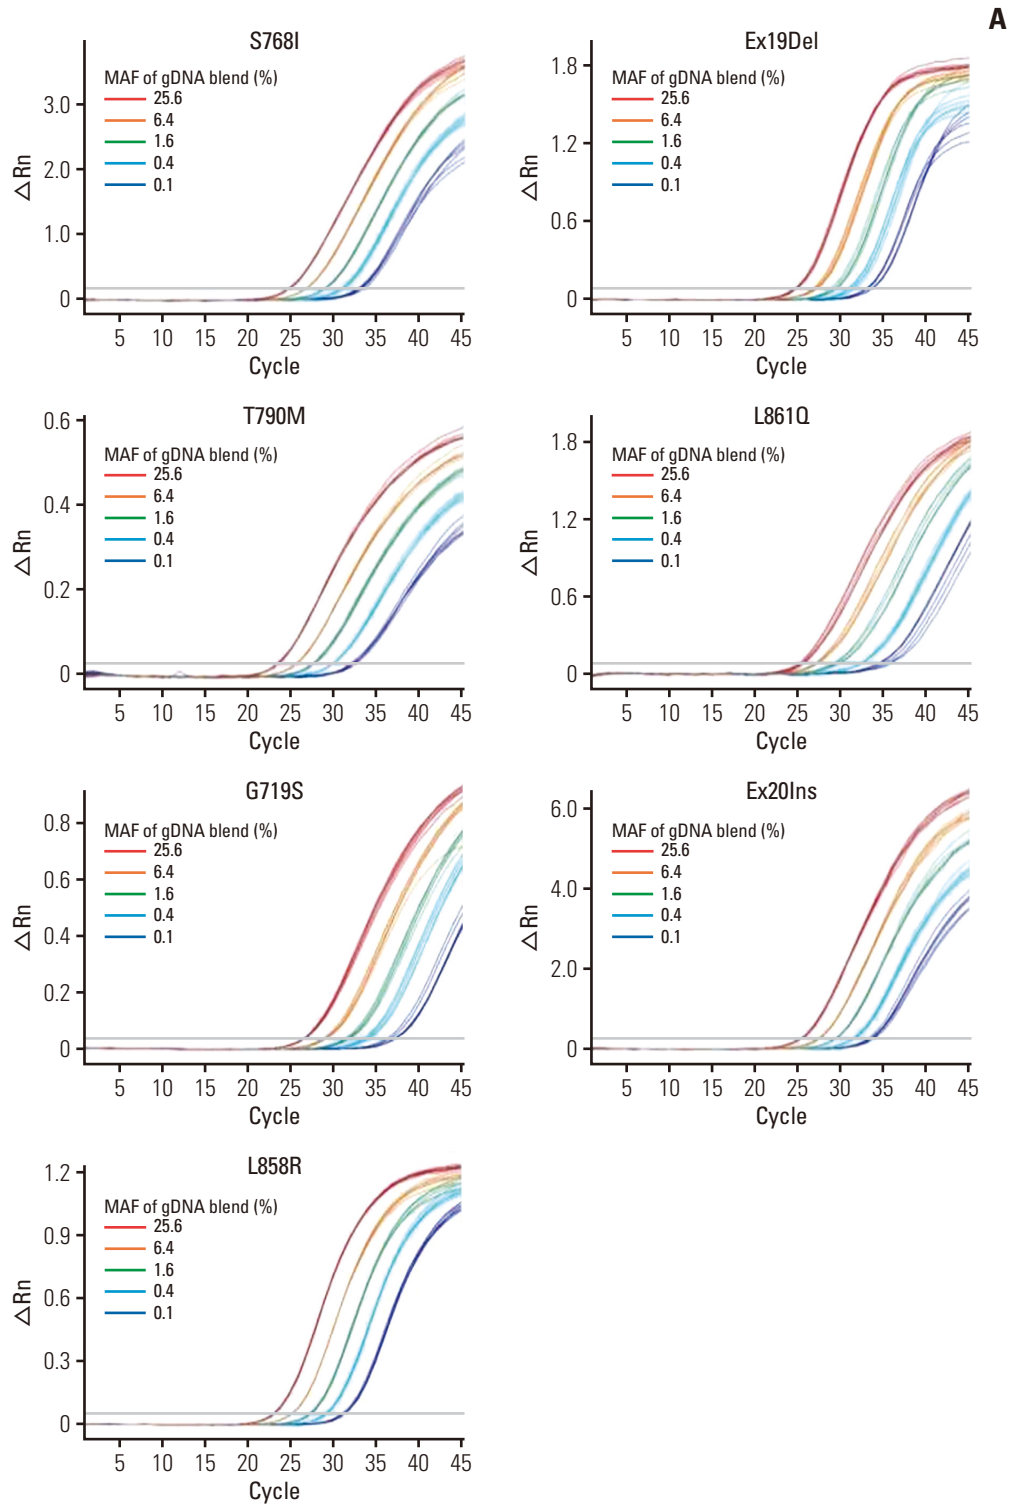 A
S768I
MAF of gDNA blend (%)
25.6
6.4
1.6
0.4
0.1
3.0
2.0
1.0
0
△Rn
5 10 15 20 25 30 35 40 45
Cycle
Ex19Del
MAF of gDNA blend (%)
25.6
6.4
1.6
0.4
0.1
1.8
1.2
0.6
0
△Rn
5 10 15 20 25 30 35 40 45
Cycle
T790M
MAF of gDNA blend (%)
25.6
6.4
1.6
0.4
0.1
0.6
0.4
0.2
0
△Rn
5 10 15 20 25 30 35 40 45
Cycle
L861Q
MAF of gDNA blend (%)
25.6
6.4
1.6
0.4
0.1
1.8
1.2
0.6
0
△Rn
5 10 15 20 25 30 35 40 45
Cycle
G719S
MAF of gDNA blend (%)
25.6
6.4
1.6
0.4
0.1
0.8
0.6
0.4
0.2
0
△Rn
5 10 15 20 25 30 35 40 45
Cycle
Ex20Ins
MAF of gDNA blend (%)
25.6
6.4
1.6
0.4
0.1
6.0
4.0
2.0
0
△Rn
5 10 15 20 25 30 35 40 45
Cycle
L858R
MAF of gDNA blend (%)
25.6
6.4
1.6
0.4
0.1
1.2
0.9
0.6
0.3
0
△Rn
5 10 15 20 25 30 35 40 45
Cycle